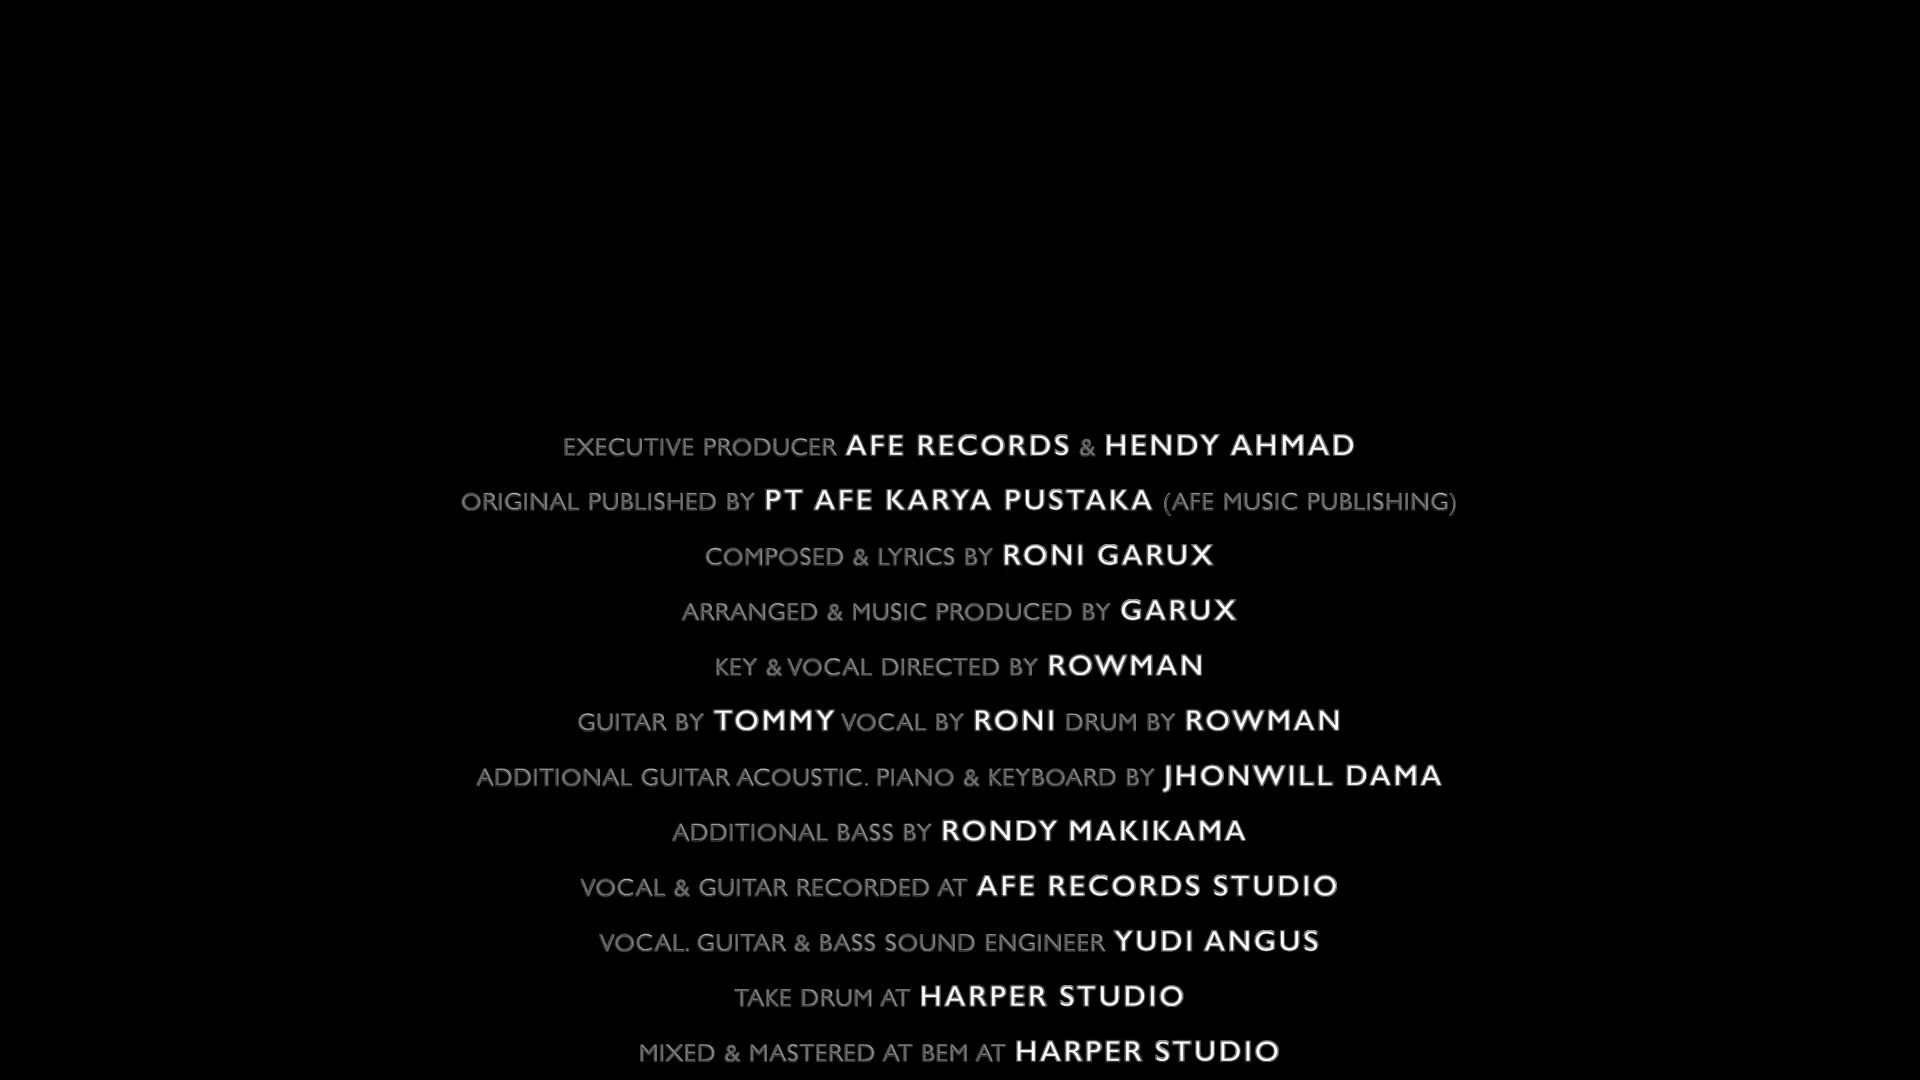 EXECUTIVE PRODUCER AFE RECORDS & HENDY AHMAD
ORIGINAL PUBLISHED BY PT AFE KARYA PUSTAKA (AFE MUSIC PUBLISHING)
COMPOSED & LYRICS BY RONI GARUX
ARRANGED & MUSIC PRODUCED BY GARUX
KEY & VOCAL DIRECTED BY ROWMAN
GUITAR BY TOMMY VOCAL BY RONI DRUM BY ROWMAN
ADDITIONAL GUITAR ACOUSTIC. PIANO & KEYBOARD BY JHONWILL DAMA
ADDITIONAL BASS BY RONDY MAKIKAMA
VOCAL & GUITAR RECORDED AT AFE RECORDS STUDIO
VOCAL. GUITAR & BASS SOUND ENGINEER YUDI ANGUS
TAKE DRUM AT HARPER STUDIO
MIXED & MASTERED AT BEM AT HARPER STUDIO